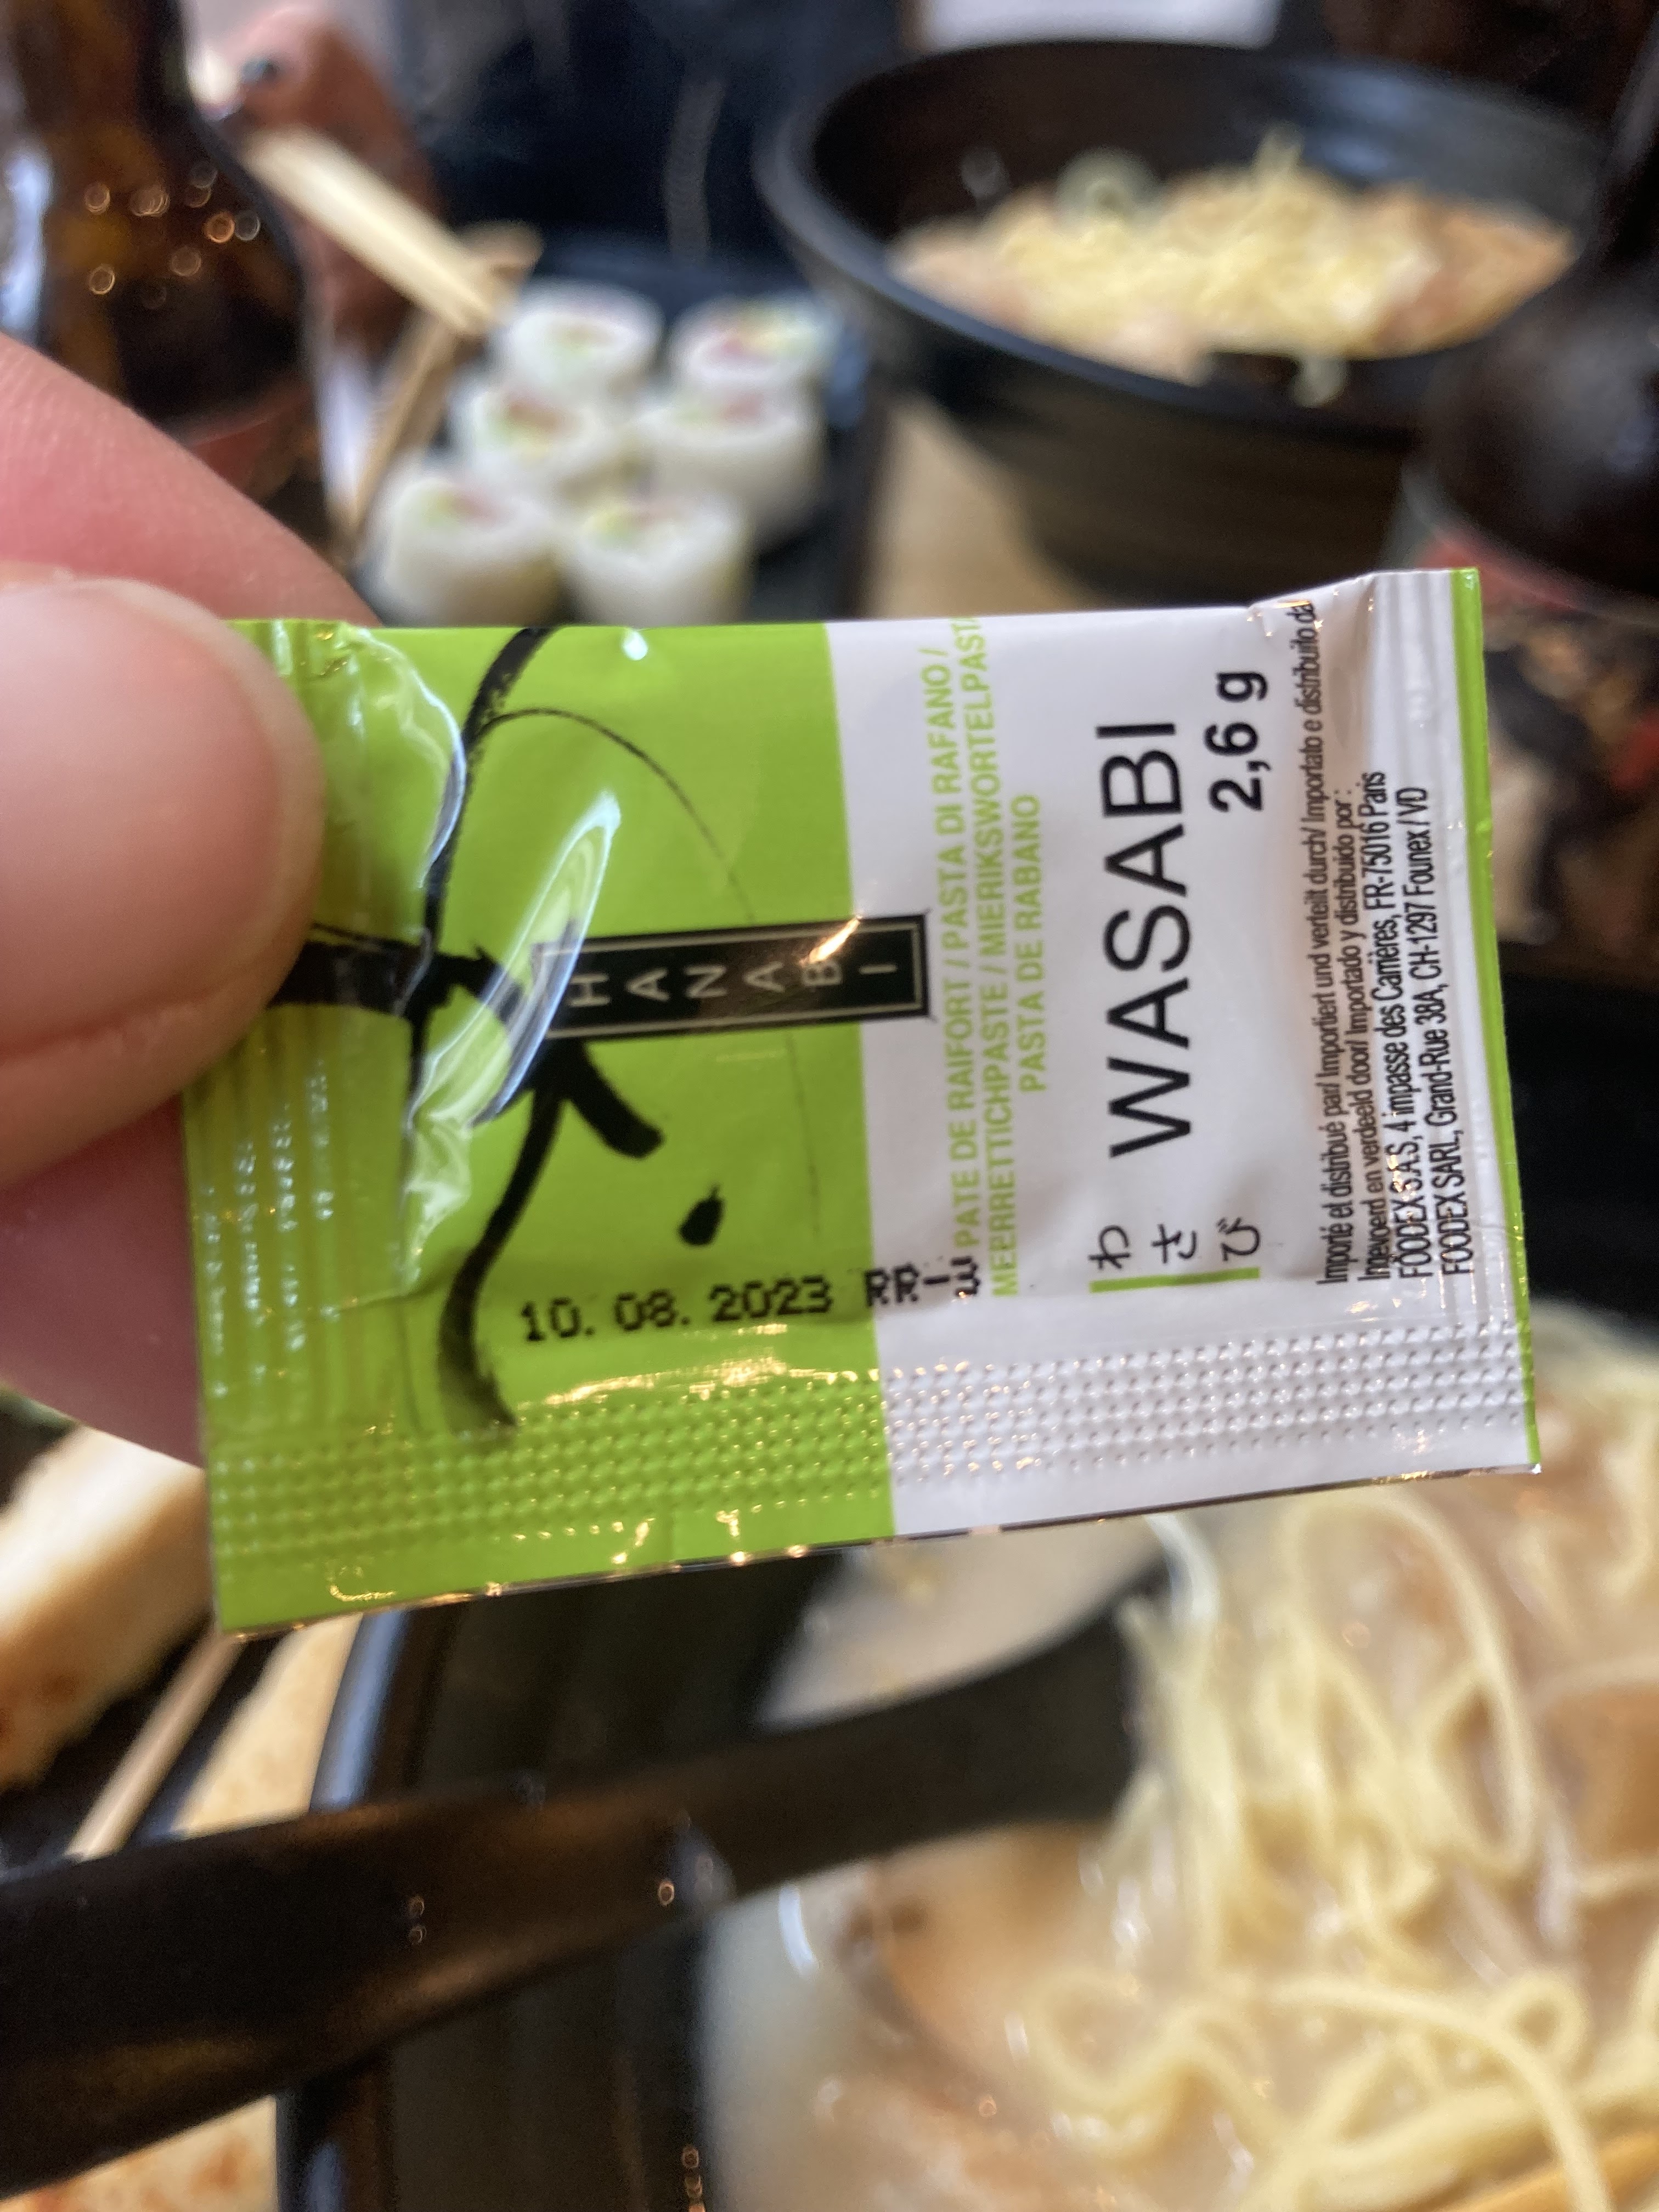 HANABI
PATE DE RAIFORT / PASTA DI RAFANO /
MEERRETTICHPASTE / MIERIKSWORTELPASTA
PASTA DE RABANO
わさび
WASABI
2,6 g
Importé et distribué par/ Importiert und verteilt durch/ Importato e distribuito da/
Ingevoerd en verdeeld door/ Importado y distribuido por :
FOODEX S.A.S, 4 impasse des Carrières, FR-75016 Paris
FOODEX SARL, Grand-Rue 38A, CH-1297 Founex / VD
10. 08. 2023